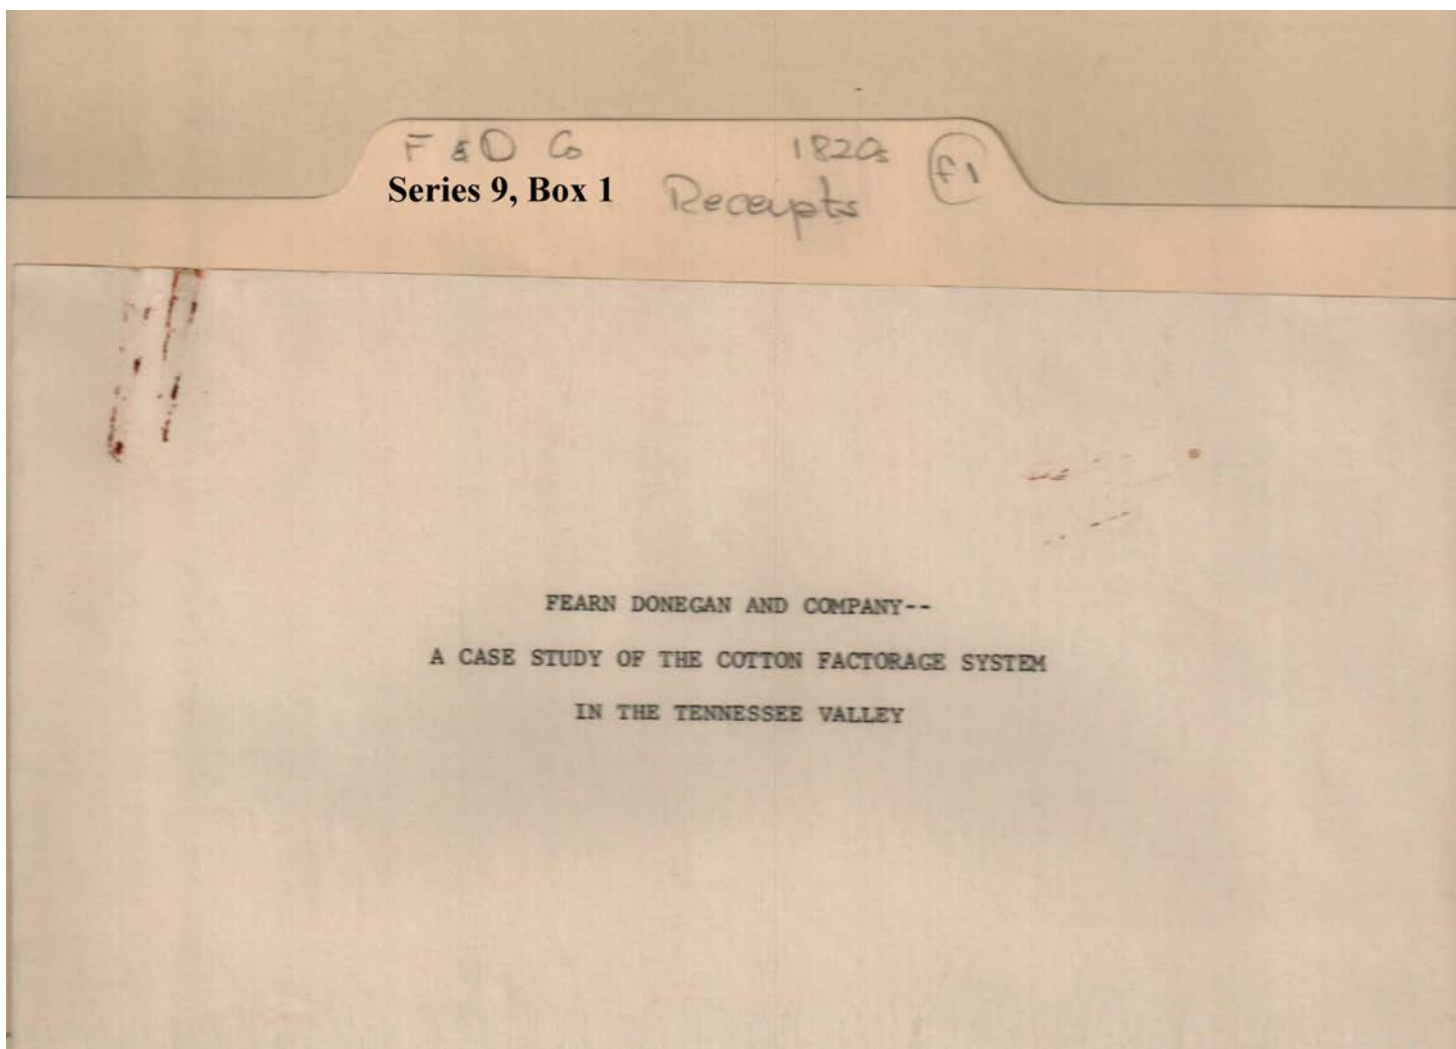 F & D Co 1820s f1
Series 9, Box 1 Receipts
FEARN DONEGAN AND COMPANY--
A CASE STUDY OF THE COTTON FACTORAGE SYSTEM
IN THE TENNESSEE VALLEY